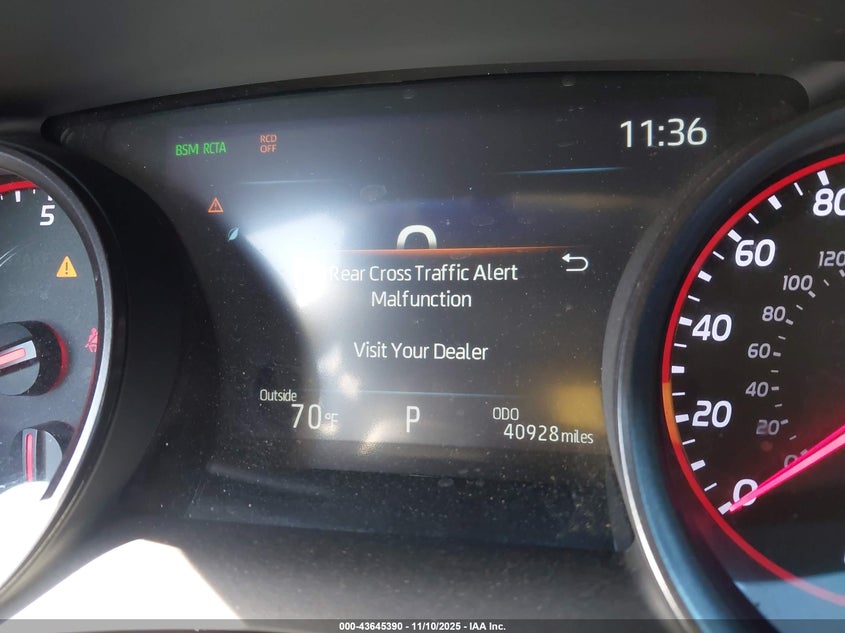 BSM RCTA
RCD
OFF
11:36
0
Rear Cross Traffic Alert
Malfunction
Visit Your Dealer
Outside
70°F
P
ODO
40928 miles
5
80
60
40
20
0
120
100
80
60
40
20
0
000-43645390 - 11/10/2025 - IAA Inc.